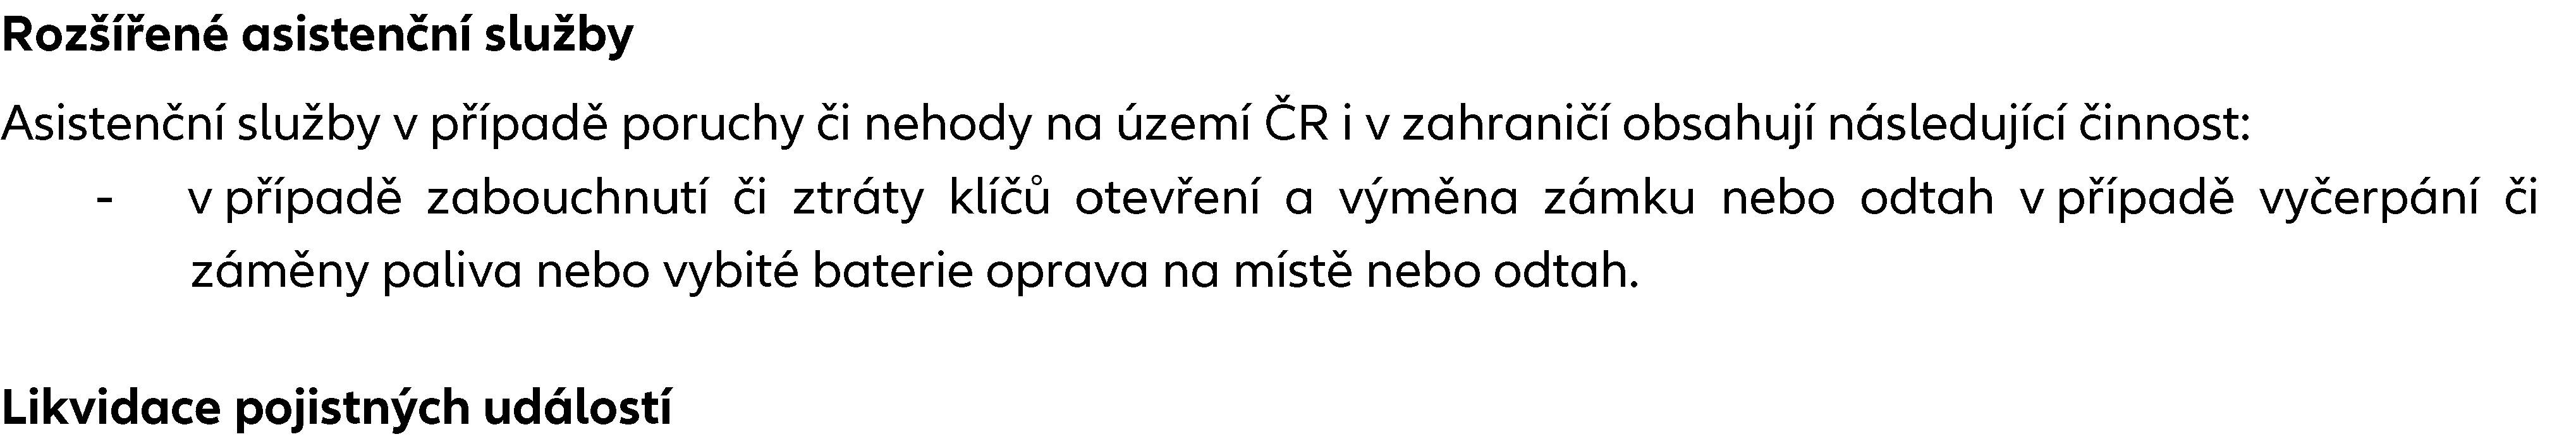 Rozšířené asistenční služby
Asistenční služby v případě poruchy či nehody na území ČR i v zahraničí obsahují následující činnost:
- v případě zabouchnutí či ztráty klíčů otevření a výměna zámku nebo odtah v případě vyčerpání či
záměny paliva nebo vybité baterie oprava na místě nebo odtah.
Likvidace pojistných událostí